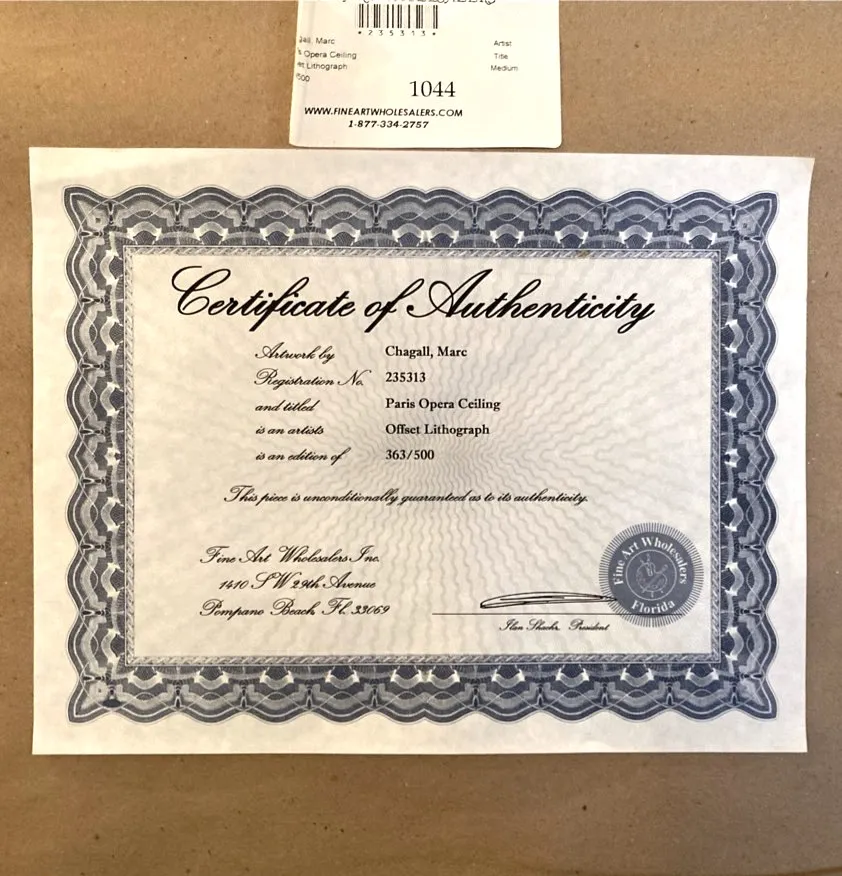 *235313*
Marc
Artist
Opera Ceiling
Title
Lithograph
Medium
1044
WWW.FINEARTWHOLESALERS.COM
1-877-334-2757
Certificate of Authenticity
Artwork by Chagall, Marc
Registration No. 235313
and titled Paris Opera Ceiling
is an artists Offset Lithograph
is an edition of 363/500
This piece is unconditionally guaranteed as to its authenticity.
Fine Art Wholesalers Inc.
1410 SW 29th Avenue
Pompano Beach Fl. 33069
Fine Art Wholesalers
Florida
President